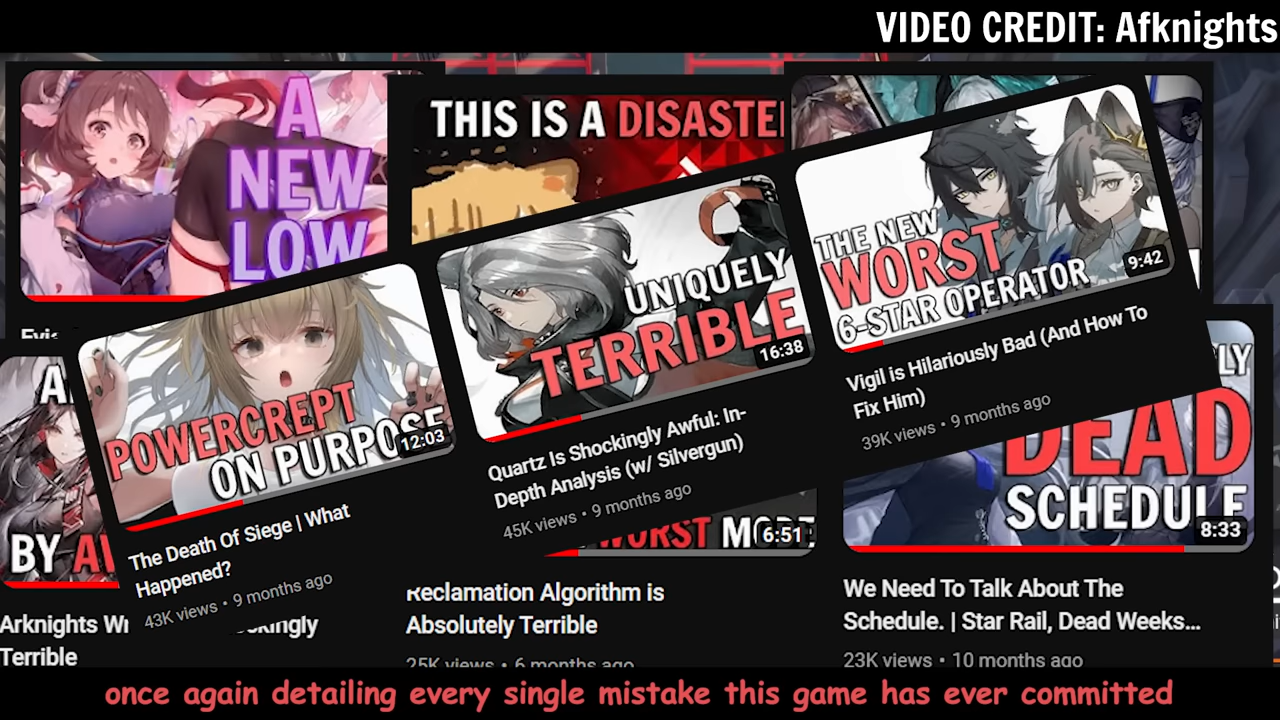 VIDEO CREDIT: Afknights
A
NEW
LOW
THIS IS A DISASTE
THE NEW
WORST
6-STAR OPERATOR
9:42
UNIQUELY
TERRIBLE
16:38
POWERCREPT
ON PURPOSE
12:03
Vigil is Hilariously Bad (And How To
Fix Him)
39K views • 9 months ago
Quartz Is Shockingly Awful: In-
Depth Analysis (w/ Silvergun)
45K views • 9 months ago
The Death Of Siege | What
Happened?
43K views • 9 months ago
BY
DEAD
SCHEDULE
8:33
WORST MODE
6:51
Reclamation Algorithm is
Absolutely Terrible
25K views • 6 months ago
We Need To Talk About The
Schedule. | Star Rail, Dead Weeks...
23K views • 10 months ago
Arknights
Terrible
once again detailing every single mistake this game has ever committed